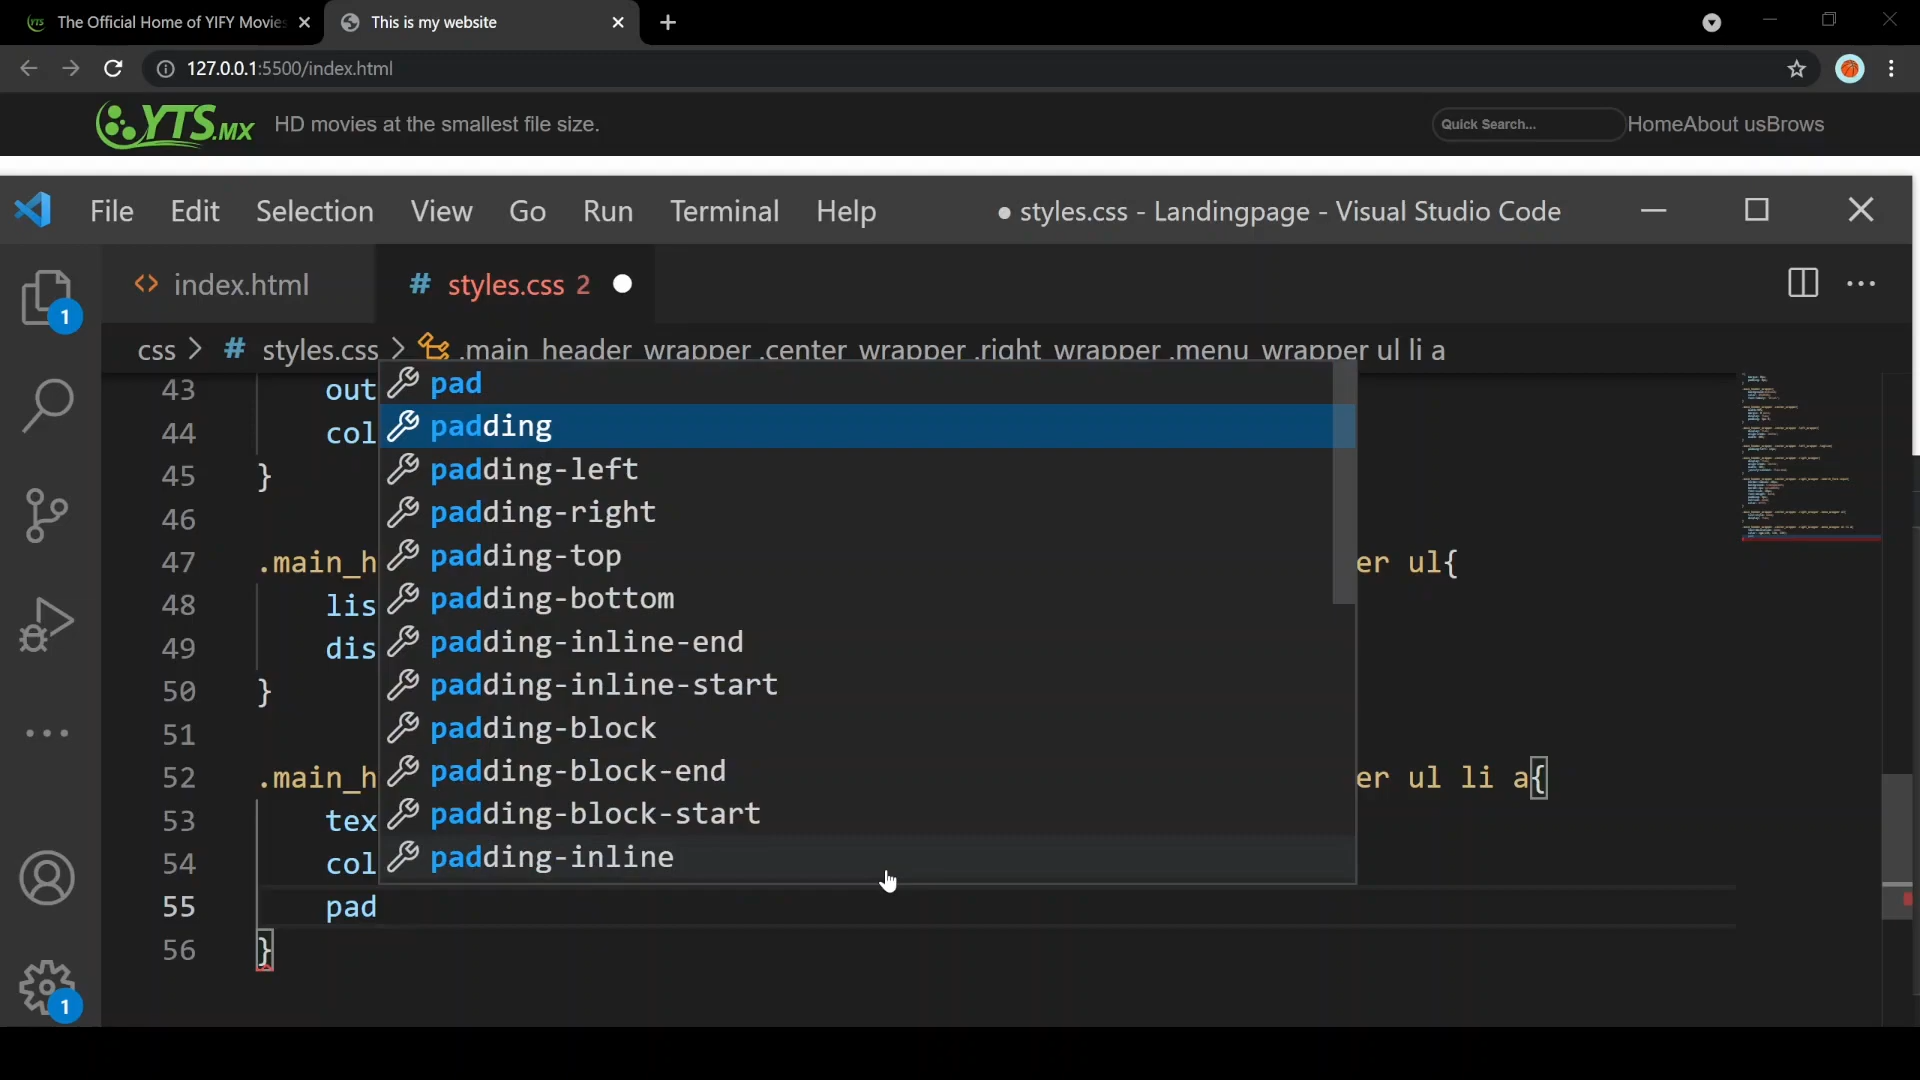 YTS The Official Home of YIFY Movies
This is my website
127.0.0.1:5500/index.html
YTS.MX HD movies at the smallest file size.
Quick Search...
HomeAbout usBrows
File Edit Selection View Go Run Terminal Help
● styles.css - Landingpage - Visual Studio Code
index.html
# styles.css 2
css > # styles.css > .main_header_wrapper .center_wrapper .right_wrapper .menu_wrapper ul li a
43 out
44 col
45 }
46
47 .main_h er ul{
48 lis
49 dis
50 }
51
52 .main_h er ul li a{
53 tex
54 col
55 pad
56 }
pad
padding
padding-left
padding-right
padding-top
padding-bottom
padding-inline-end
padding-inline-start
padding-block
padding-block-end
padding-block-start
padding-inline
1
1